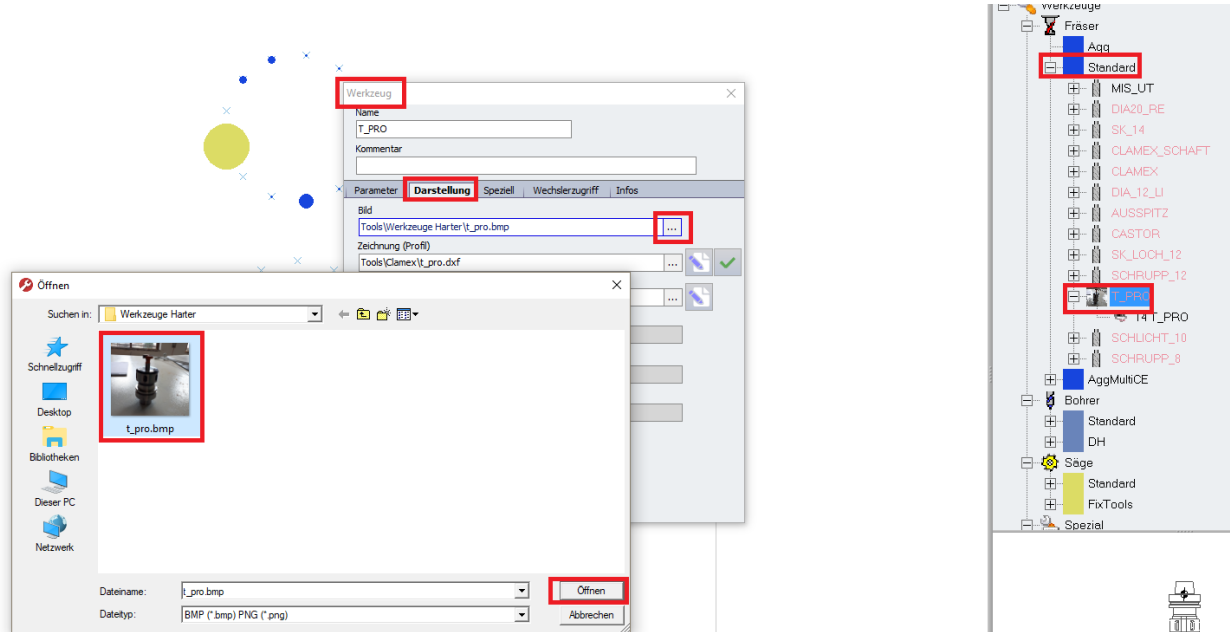 Werkzeug
Name
T_PRO
Kommentar
Parameter Darstellung Speziell Wechslerzugriff Infos
Bild
Tools\Werkzeuge Harter\t_pro.bmp ...
Zeichnung (Profil)
Tools\Clamex\t_pro.dxf ...
...
Öffnen
Suchen in: Werkzeuge Harter
Schnellzugriff
Desktop
Bibliotheken
Dieser PC
Netzwerk
t_pro.bmp
Dateiname: t_pro.bmp Öffnen
Dateityp: BMP (*.bmp) PNG (*.png) Abbrechen
Werkzeuge
Fräser
Agg
Standard
MIS_UT
DIA20_RE
SK_14
CLAMEX_SCHAFT
CLAMEX
DIA_12_LI
AUSSPITZ
CASTOR
SK_LOCH_12
SCHRUPP_12
T_PRO
T4 T_PRO
SCHLICHT_10
SCHRUPP_8
AggMultiCE
Bohrer
Standard
DH
Säge
Standard
FixTools
Spezial